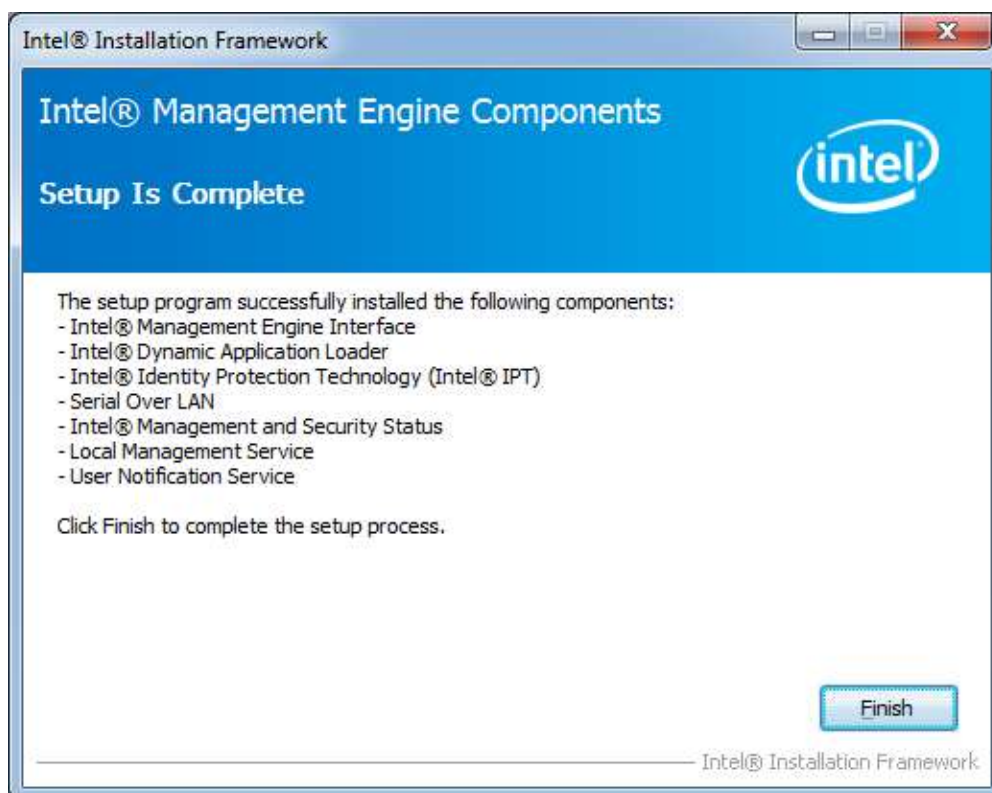 Intel® Installation Framework
Intel® Management Engine Components
intel
Setup Is Complete
The setup program successfully installed the following components:
- Intel® Management Engine Interface
- Intel® Dynamic Application Loader
- Intel® Identity Protection Technology (Intel® IPT)
- Serial Over LAN
- Intel® Management and Security Status
- Local Management Service
- User Notification Service
Click Finish to complete the setup process.
Finish
Intel® Installation Framework